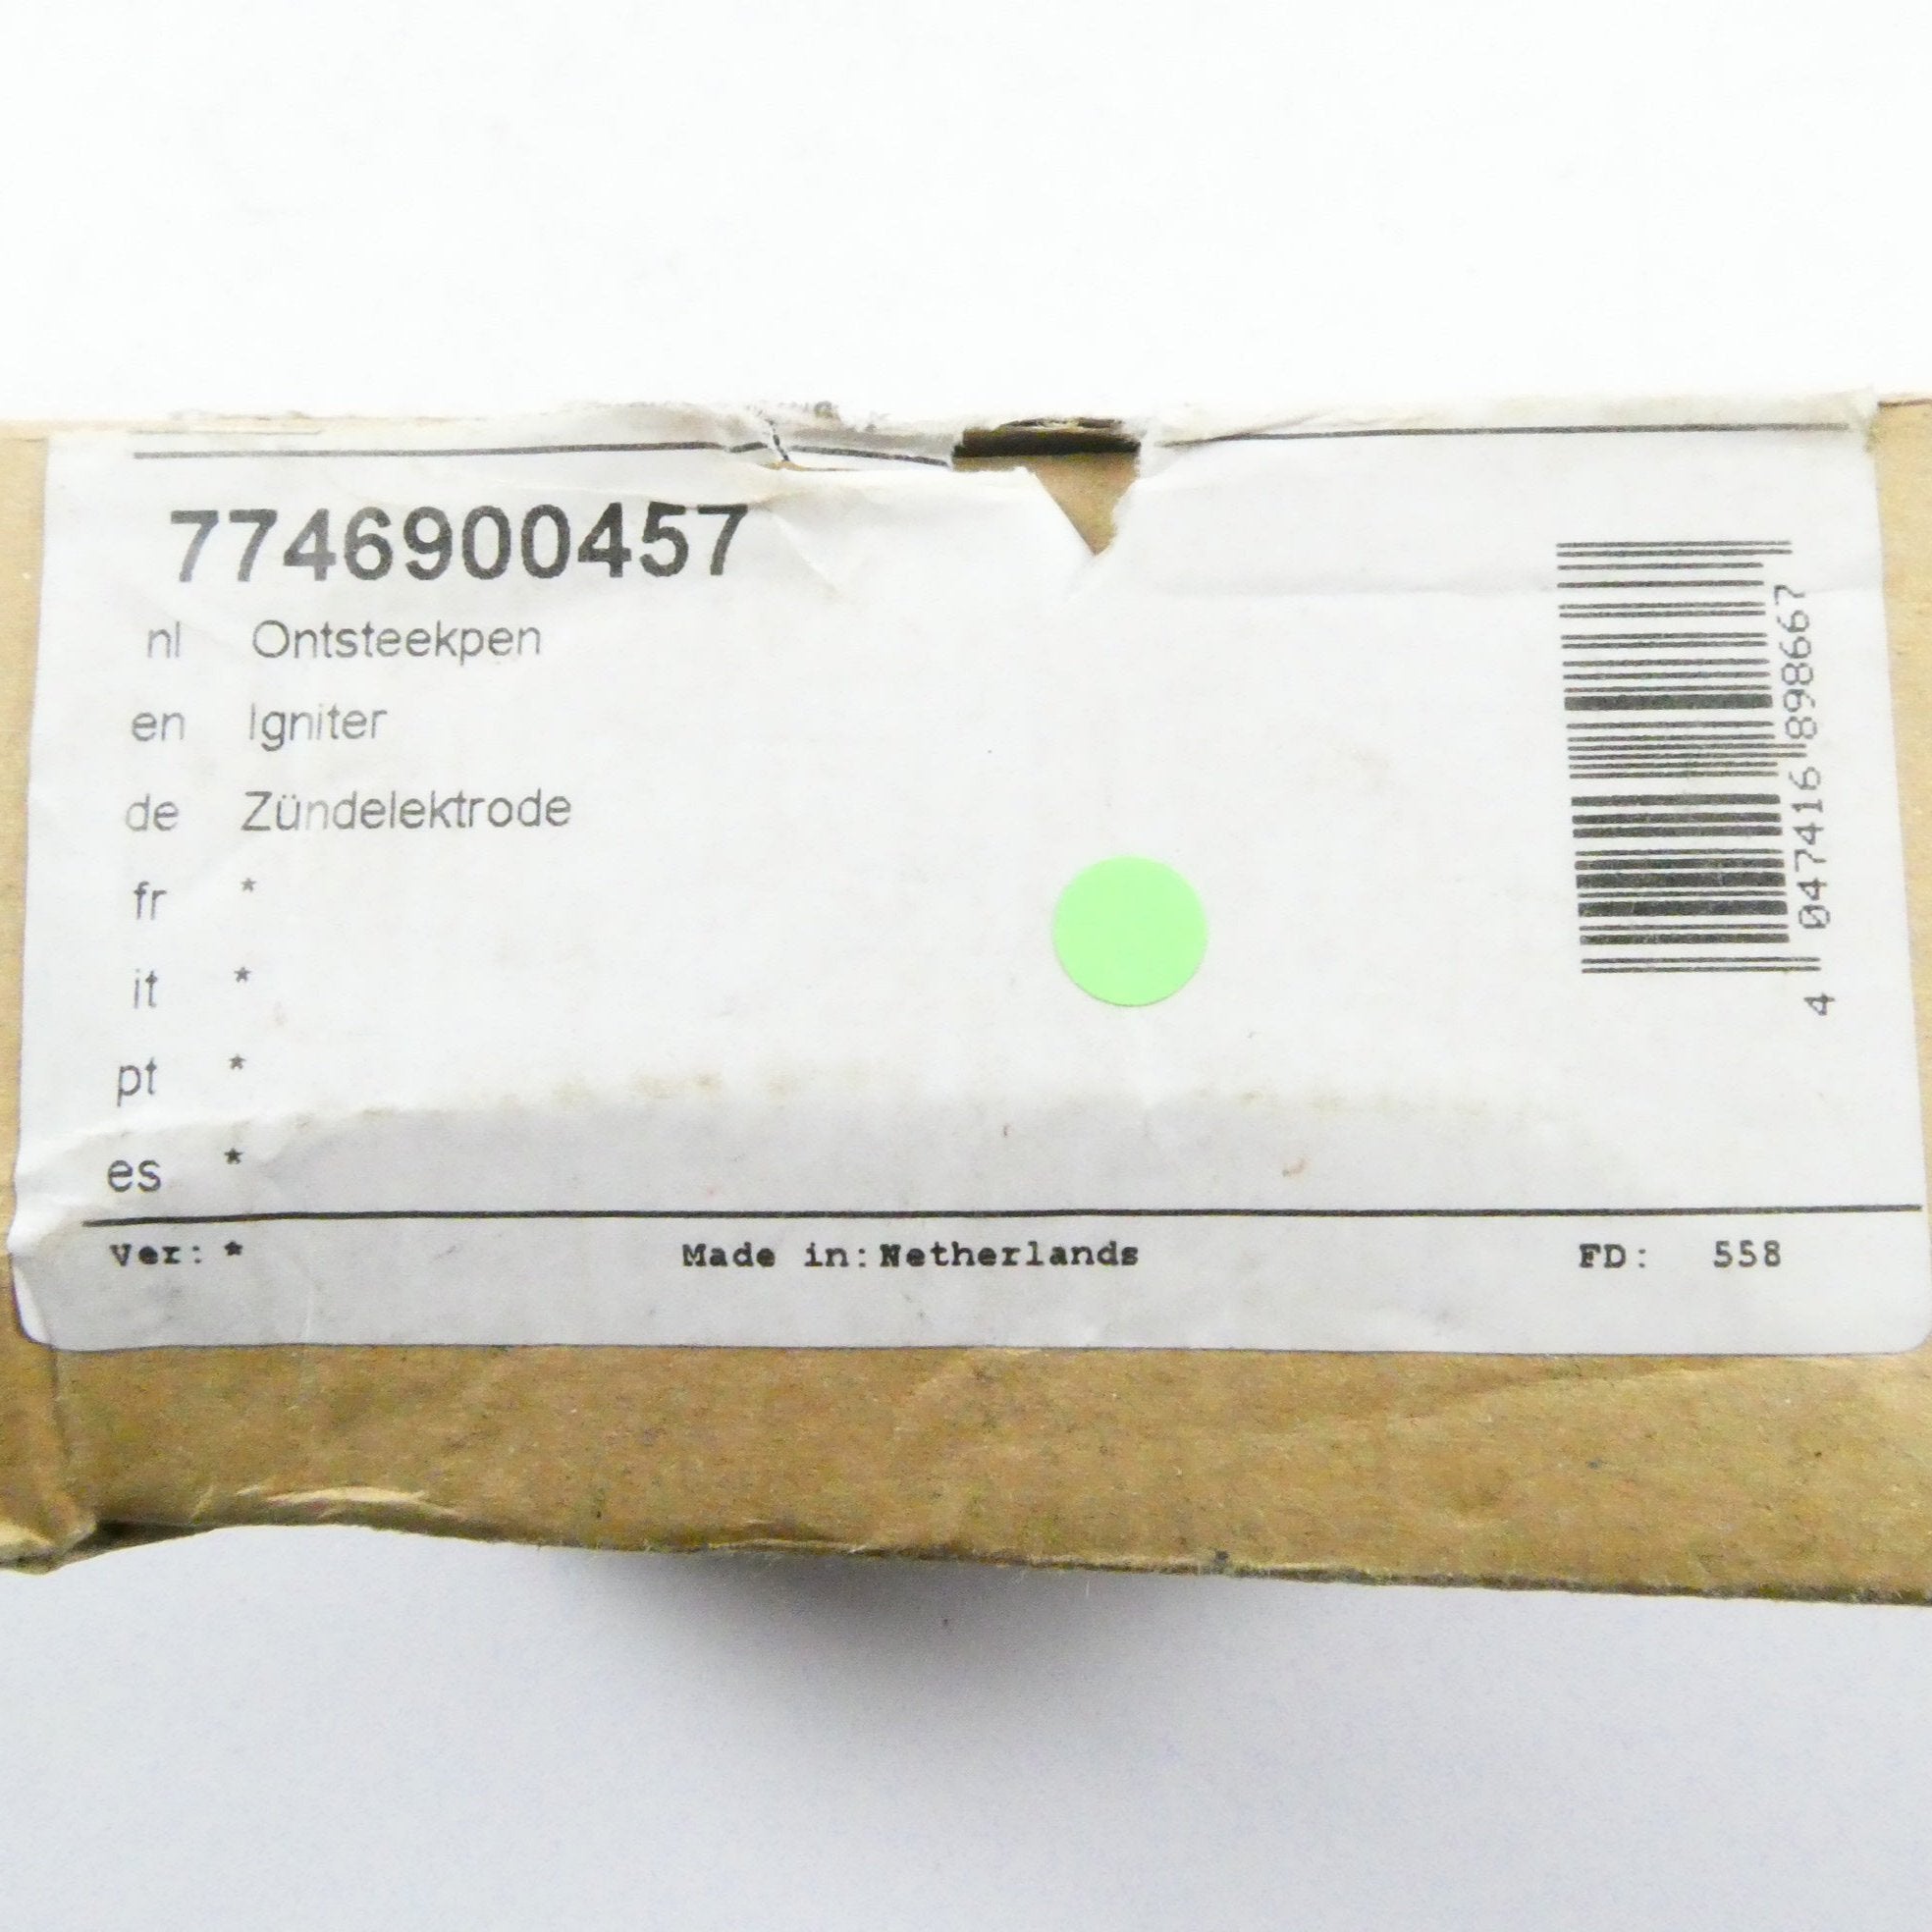 7746900457
nl Ontsteekpen
en Igniter
de Zündelektrode
fr *
it *
pt *
es *
4 047416 898667
Ver: * Made in: Netherlands FD: 558